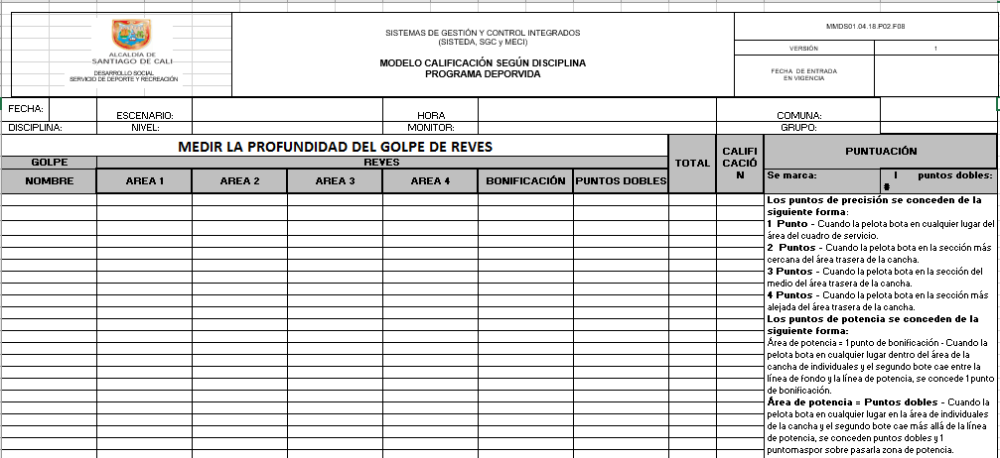 ALCALDÍA DE
SANTIAGO DE CALI
DESARROLLO SOCIAL
SERVICIO DE DEPORTE Y RECREACIÓN
SISTEMAS DE GESTIÓN Y CONTROL INTEGRADOS
(SISTEDA, SGC y MECI)
MODELO CALIFICACIÓN SEGÚN DISCIPLINA
PROGRAMA DEPORVIDA
MMDS01.04.18.P02.F08
VERSIÓN 1
FECHA DE ENTRADA
EN VIGENCIA
FECHA: ESCENARIO: HORA COMUNA:
DISCIPLINA: NIVEL: MONITOR: GRUPO:
MEDIR LA PROFUNDIDAD DEL GOLPE DE REVES
GOLPE REVES
NOMBRE AREA 1 AREA 2 AREA 3 AREA 4 BONIFICACIÓN PUNTOS DOBLES
TOTAL
CALIFI
CACIÓ
N
PUNTUACIÓN
Se marca: I puntos dobles:
#
Los puntos de precisión se conceden de la
siguiente forma:
1 Punto - Cuando la pelota bota en cualquier lugar del
área del cuadro de servicio.
2 Puntos - Cuando la pelota bota en la sección más
cercana del área trasera de la cancha.
3 Puntos - Cuando la pelota bota en la sección del
medio del área trasera de la cancha.
4 Puntos - Cuando la pelota bota en la sección más
alejada del área trasera de la cancha.
Los puntos de potencia se conceden de la
siguiente forma:
Área de potencia = 1 punto de bonificación - Cuando la
pelota bota en cualquier lugar dentro del área de la
cancha de individuales y el segundo bote cae entre la
línea de fondo y la línea de potencia, se concede 1 punto
de bonificación.
Área de potencia = Puntos dobles - Cuando la
pelota bota en cualquier lugar en la área de individuales
de la cancha y el segundo bote cae más allá de la línea
de potencia, se conceden puntos dobles y 1
puntomaspor sobre pasarla zona de potencia.